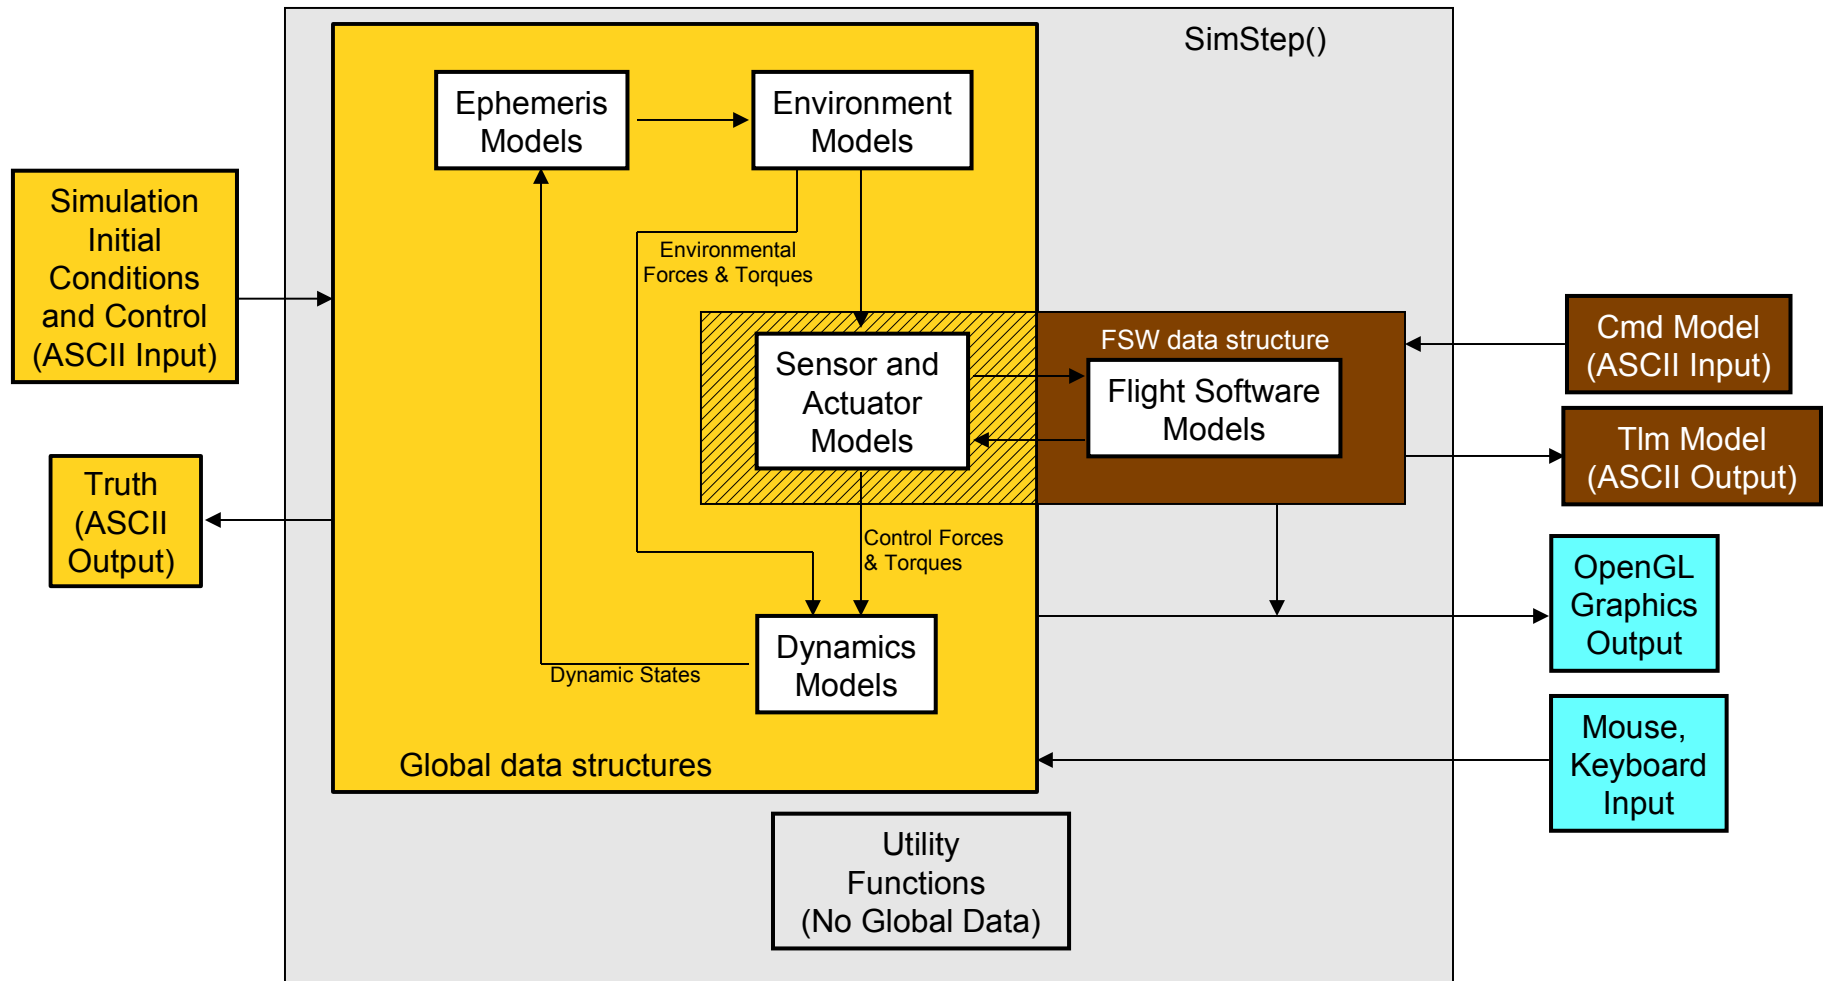 SimStep()
Ephemeris
Models
Environment
Models
Simulation
Initial
Conditions
and Control
(ASCII Input)
Environmental
Forces & Torques
Sensor and
Actuator
Models
FSW data structure
Flight Software
Models
Cmd Model
(ASCII Input)
Tlm Model
(ASCII Output)
Truth
(ASCII
Output)
Control Forces
& Torques
OpenGL
Graphics
Output
Dynamics
Models
Dynamic States
Mouse,
Keyboard
Input
Global data structures
Utility
Functions
(No Global Data)